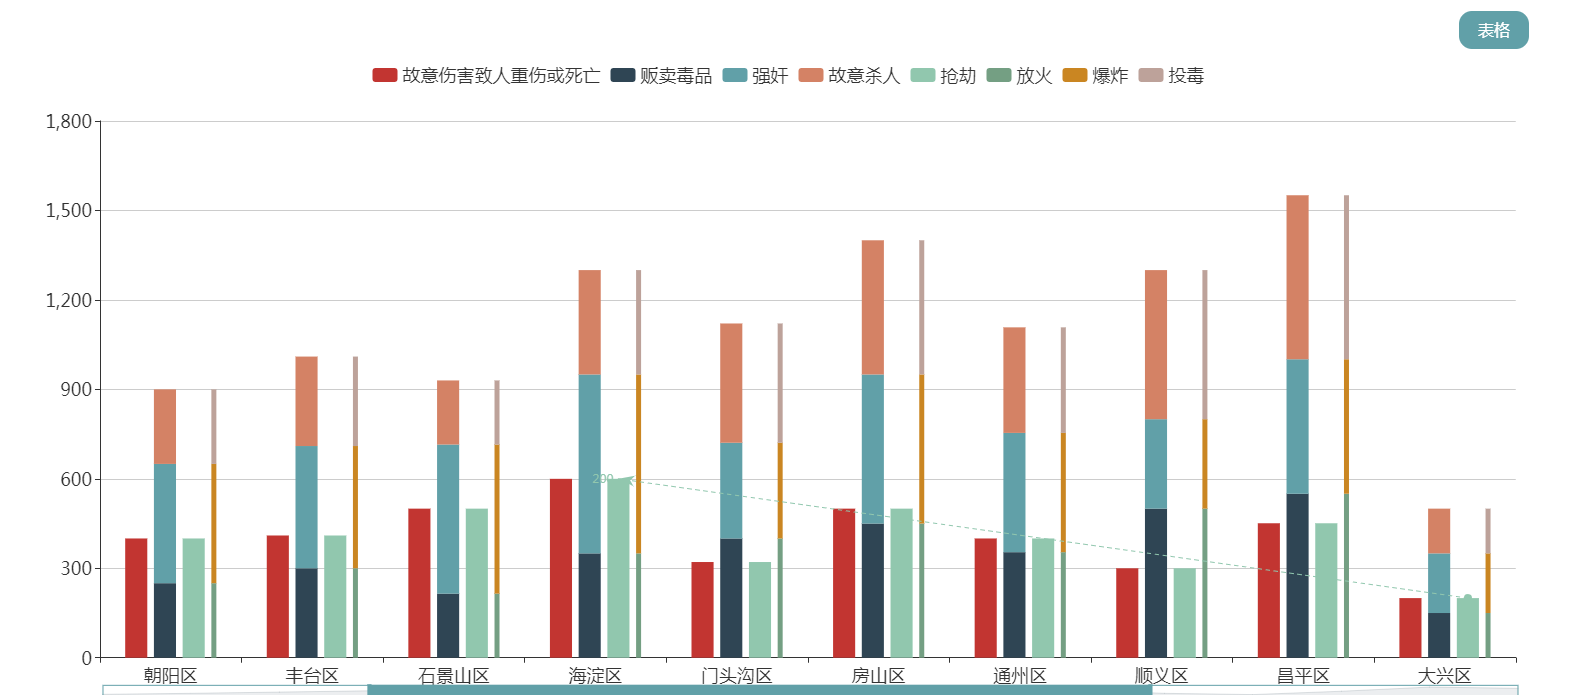 表格
故意伤害致人重伤或死亡 贩卖毒品 强奸 故意杀人 抢劫 放火 爆炸 投毒
1,800
1,500
1,200
900
600
200
300
0
朝阳区 丰台区 石景山区 海淀区 门头沟区 房山区 通州区 顺义区 昌平区 大兴区